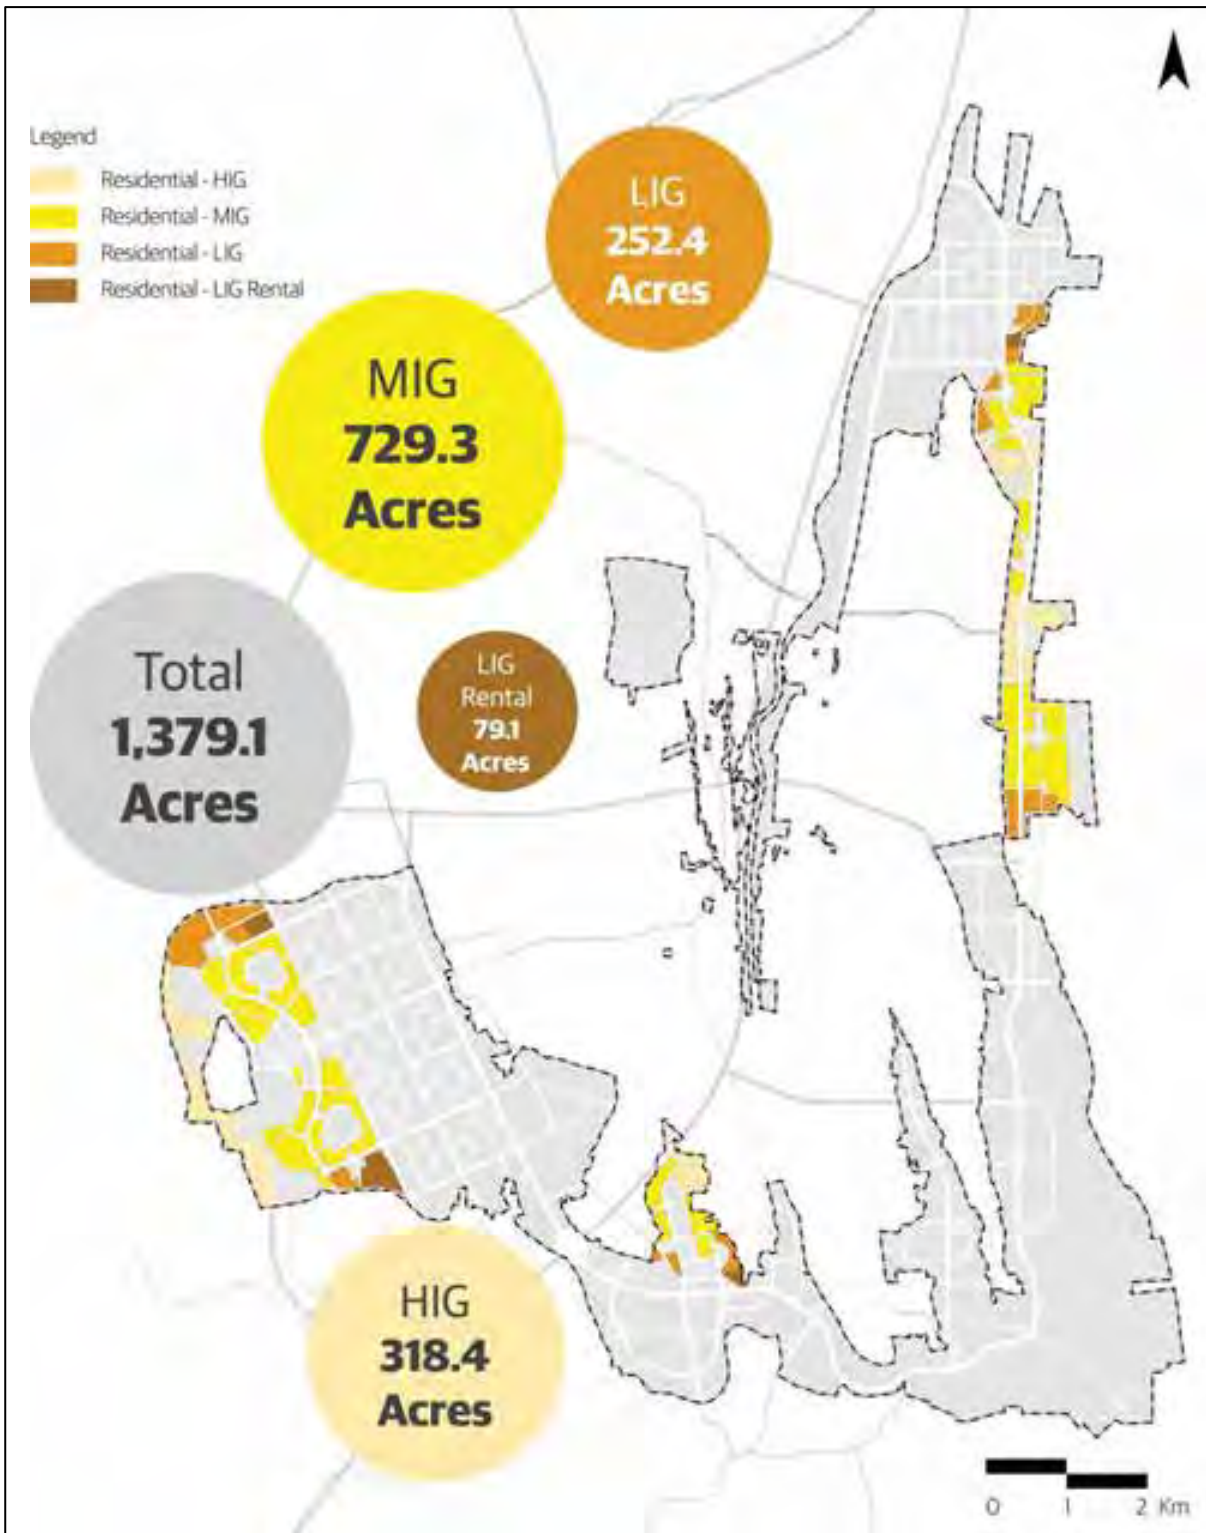 Legend
Residential - HIG
Residential - MIG
Residential - LIG
Residential - LIG Rental
LIG
252.4
Acres
MIG
729.3
Acres
Total
1,379.1
Acres
LIG
Rental
79.1
Acres
HIG
318.4
Acres
0 1 2 Km